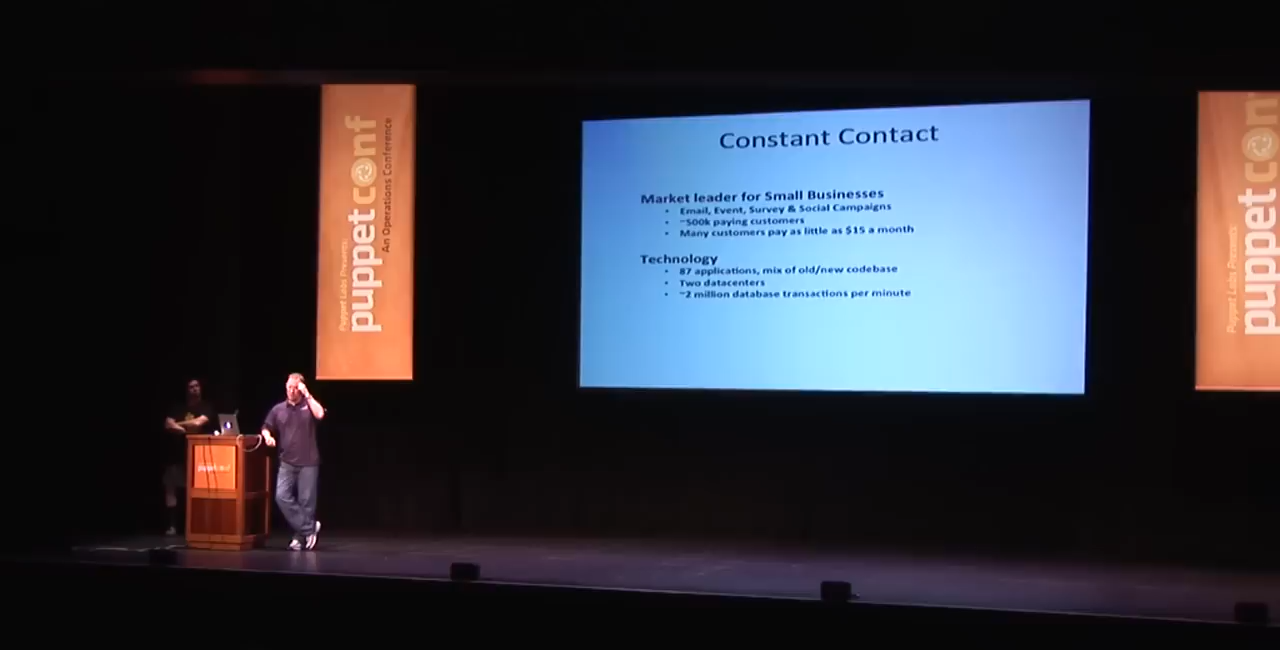 Puppet Labs Presents:
puppetconf
An Operations Conference
Constant Contact
Market leader for Small Businesses
• Email, Event, Survey & Social Campaigns
• ~500k paying customers
• Many customers pay as little as $15 a month
Technology
• 87 applications, mix of old/new codebase
• Two datacenters
• ~2 million database transactions per minute
Puppet Labs Presents:
puppetcon
puppetconf